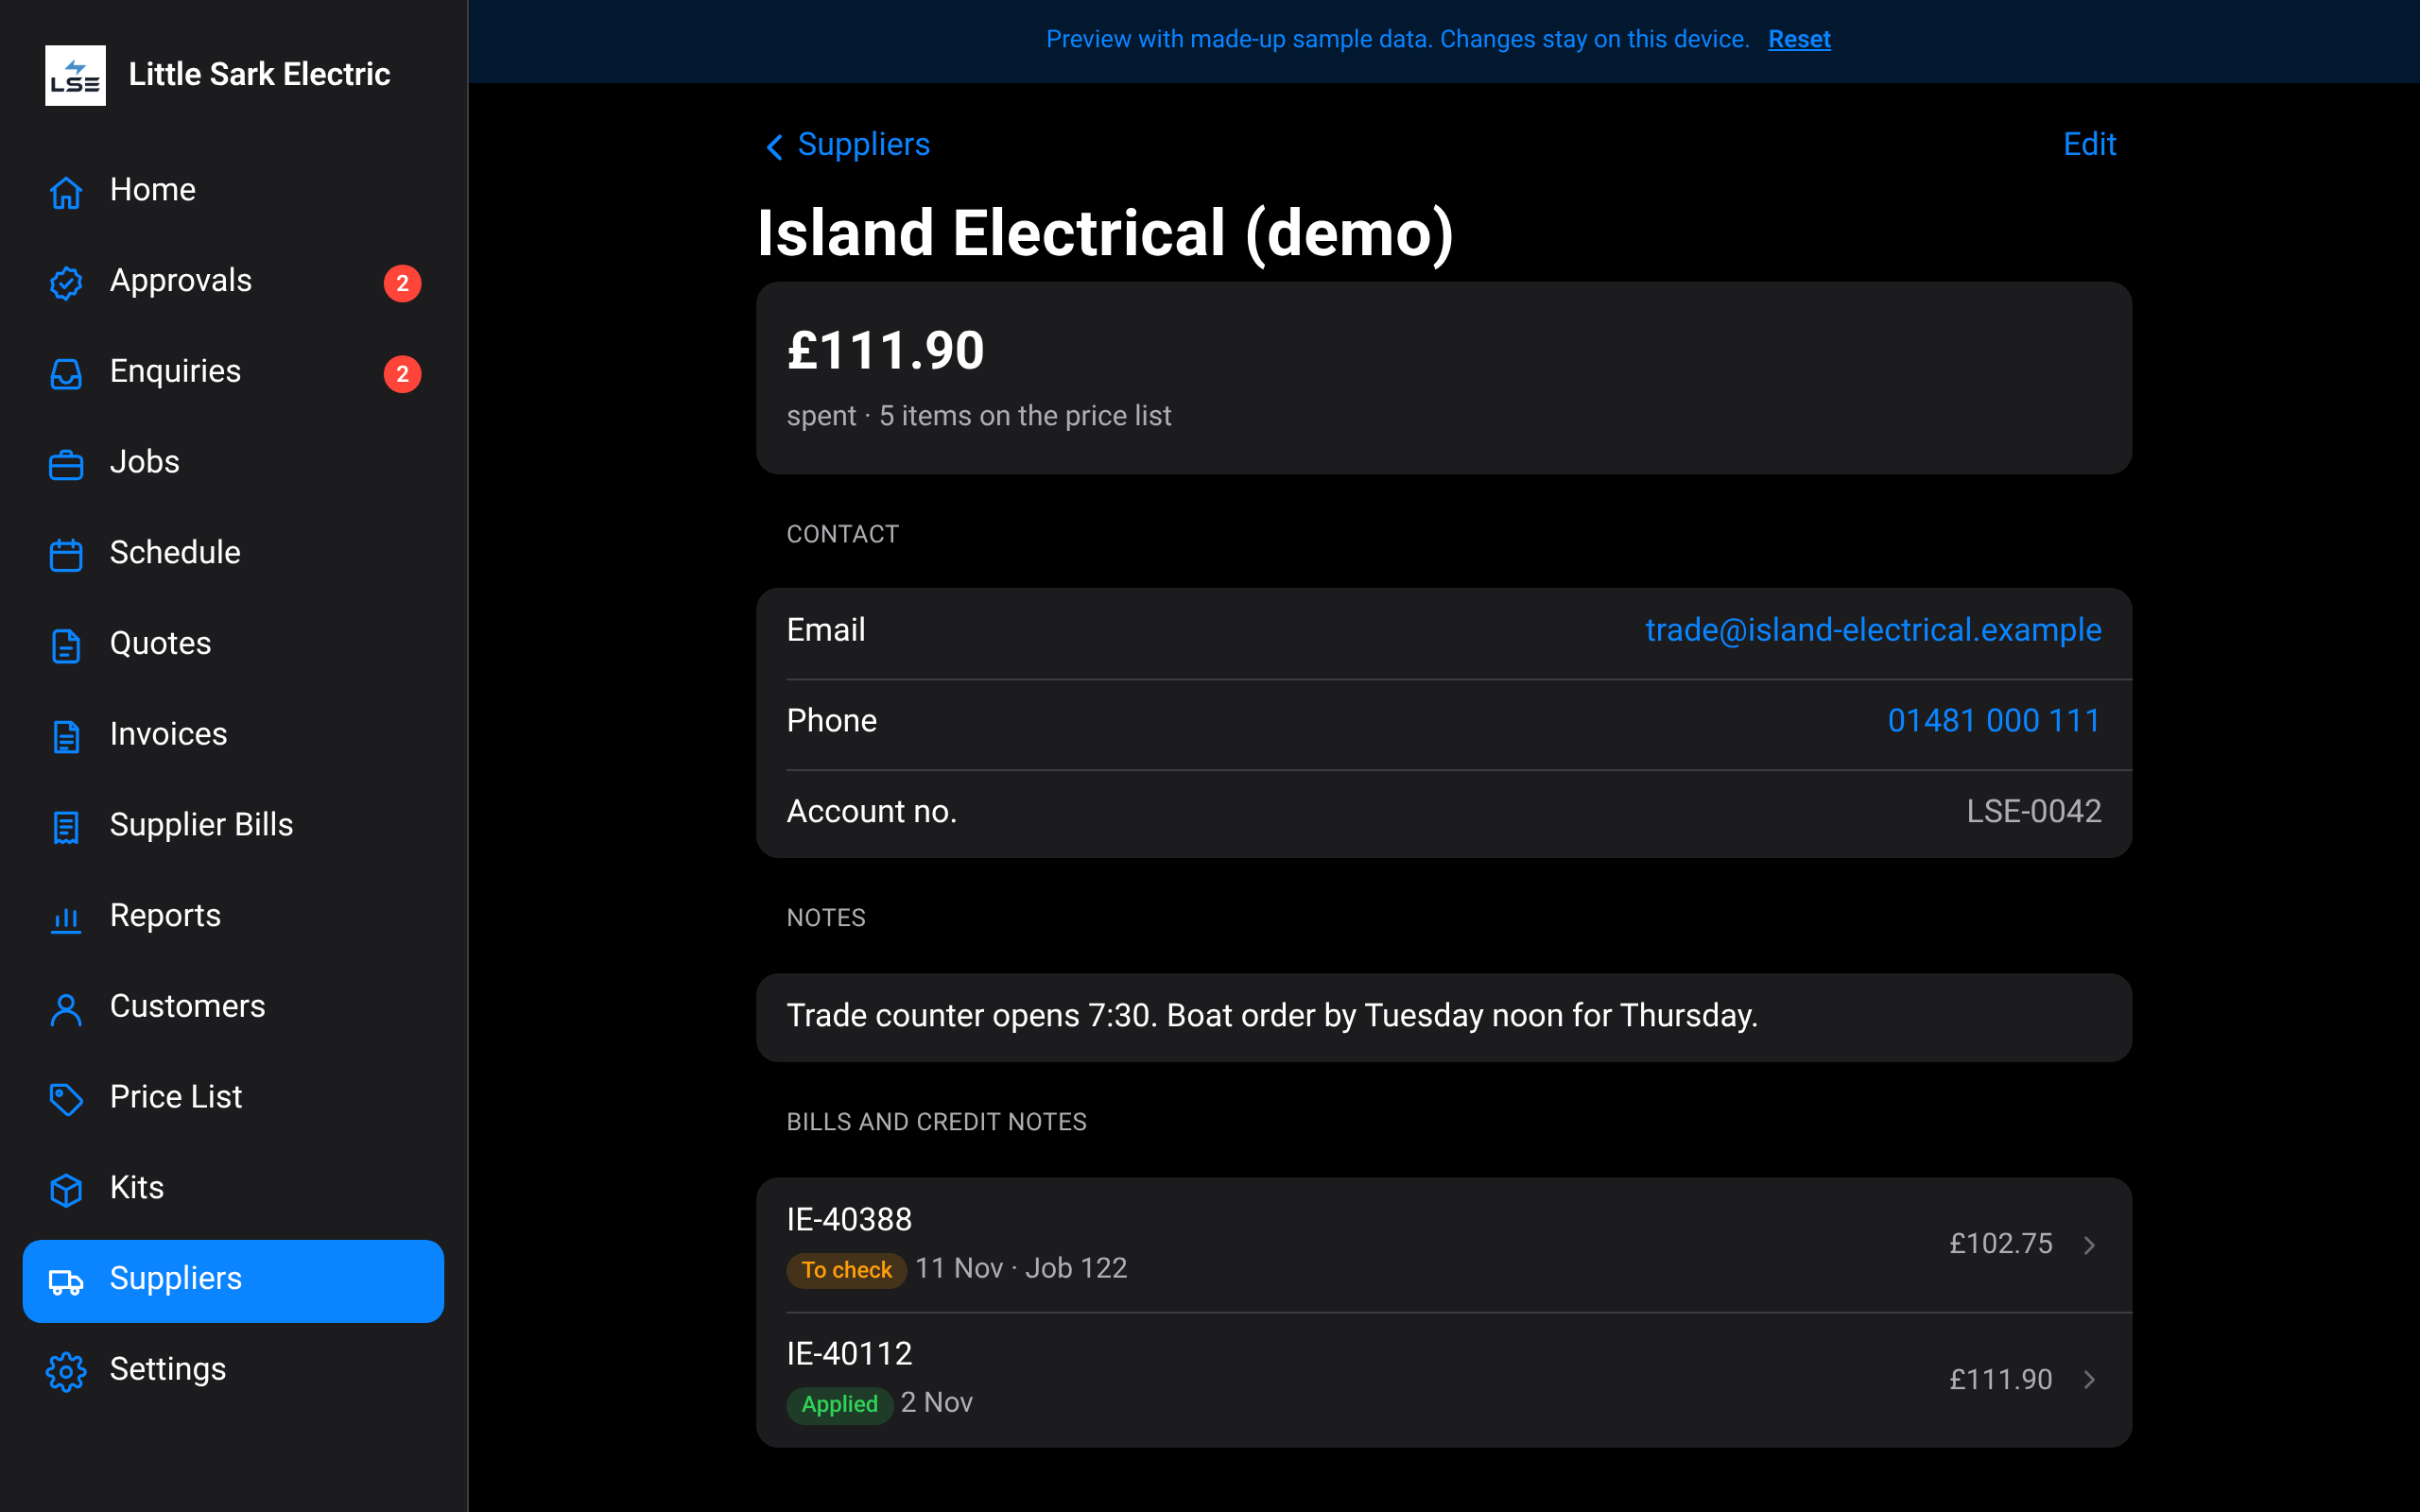 Preview with made-up sample data. Changes stay on this device. Reset
LSE
Little Sark Electric
Home
Approvals 2
Enquiries 2
Jobs
Schedule
Quotes
Invoices
Supplier Bills
Reports
Customers
Price List
Kits
Suppliers
Settings
Suppliers
Edit
Island Electrical (demo)
£111.90
spent · 5 items on the price list
CONTACT
Email trade@island-electrical.example
Phone 01481 000 111
Account no. LSE-0042
NOTES
Trade counter opens 7:30. Boat order by Tuesday noon for Thursday.
BILLS AND CREDIT NOTES
IE-40388
To check 11 Nov · Job 122
£102.75
IE-40112
Applied 2 Nov
£111.90